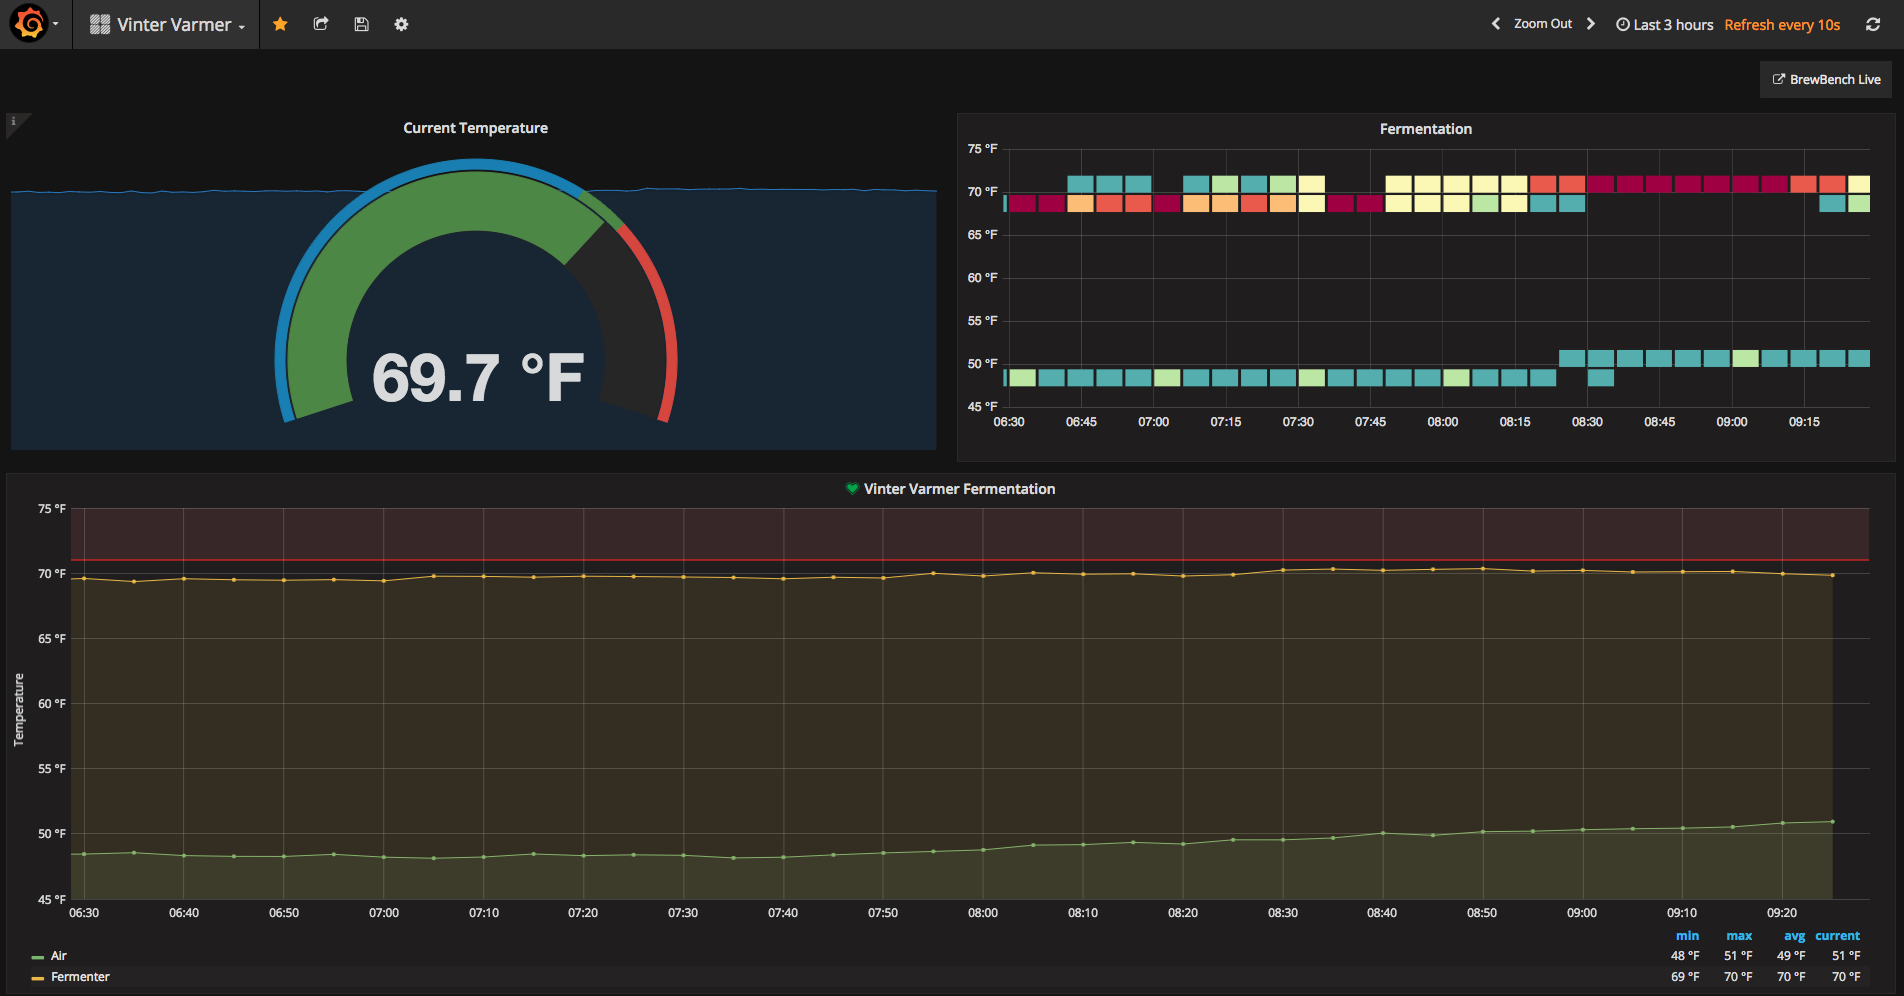 Vinter Varmer
Zoom Out
Last 3 hours
Refresh every 10s
BrewBench Live
i
Current Temperature
69.7 °F
Fermentation
75 °F
70 °F
65 °F
60 °F
55 °F
50 °F
45 °F
06:30 06:45 07:00 07:15 07:30 07:45 08:00 08:15 08:30 08:45 09:00 09:15
Vinter Varmer Fermentation
Temperature
75 °F
70 °F
65 °F
60 °F
55 °F
50 °F
45 °F
06:30 06:40 06:50 07:00 07:10 07:20 07:30 07:40 07:50 08:00 08:10 08:20 08:30 08:40 08:50 09:00 09:10 09:20
min max avg current
Air 48 °F 51 °F 49 °F 51 °F
Fermenter 69 °F 70 °F 70 °F 70 °F